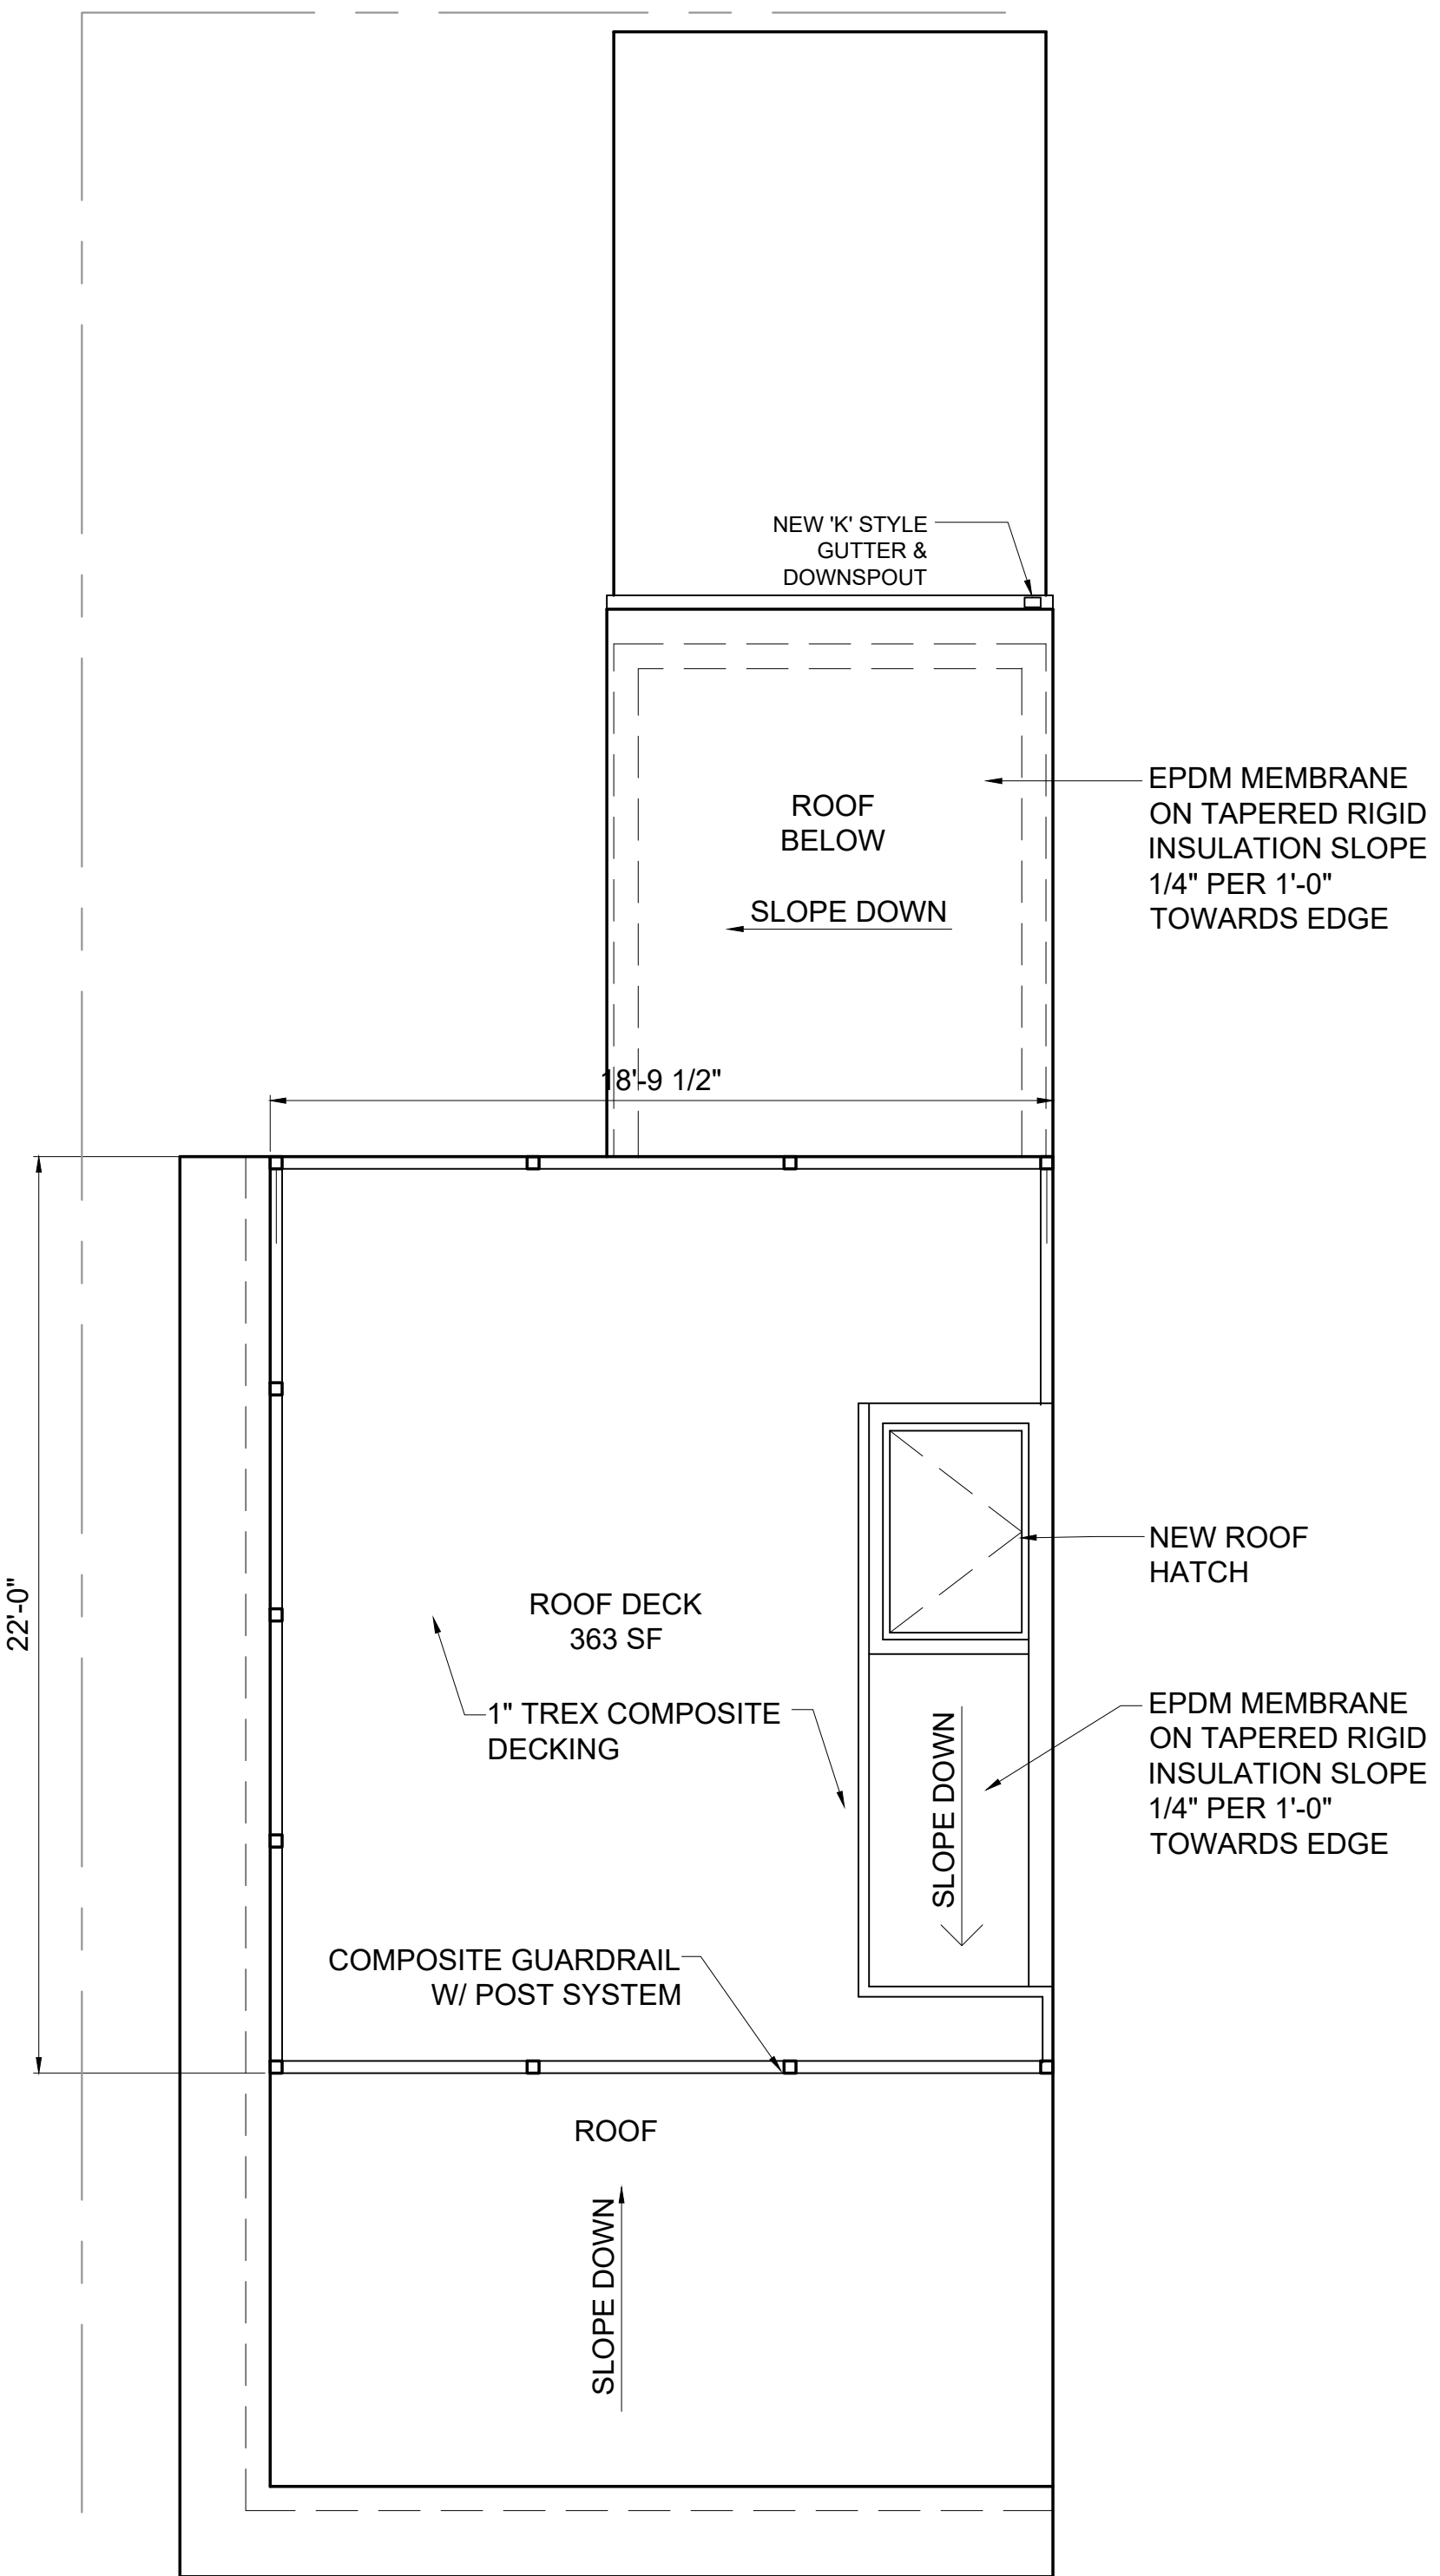 NEW 'K' STYLE
GUTTER &
DOWNSPOUT
EPDM MEMBRANE
ON TAPERED RIGID
INSULATION SLOPE
1/4" PER 1'-0"
TOWARDS EDGE
ROOF
BELOW
SLOPE DOWN
18'-9 1/2"
22'-0"
NEW ROOF
HATCH
ROOF DECK
363 SF
1" TREX COMPOSITE
DECKING
EPDM MEMBRANE
ON TAPERED RIGID
INSULATION SLOPE
1/4" PER 1'-0"
TOWARDS EDGE
SLOPE DOWN
COMPOSITE GUARDRAIL
W/ POST SYSTEM
ROOF
SLOPE DOWN